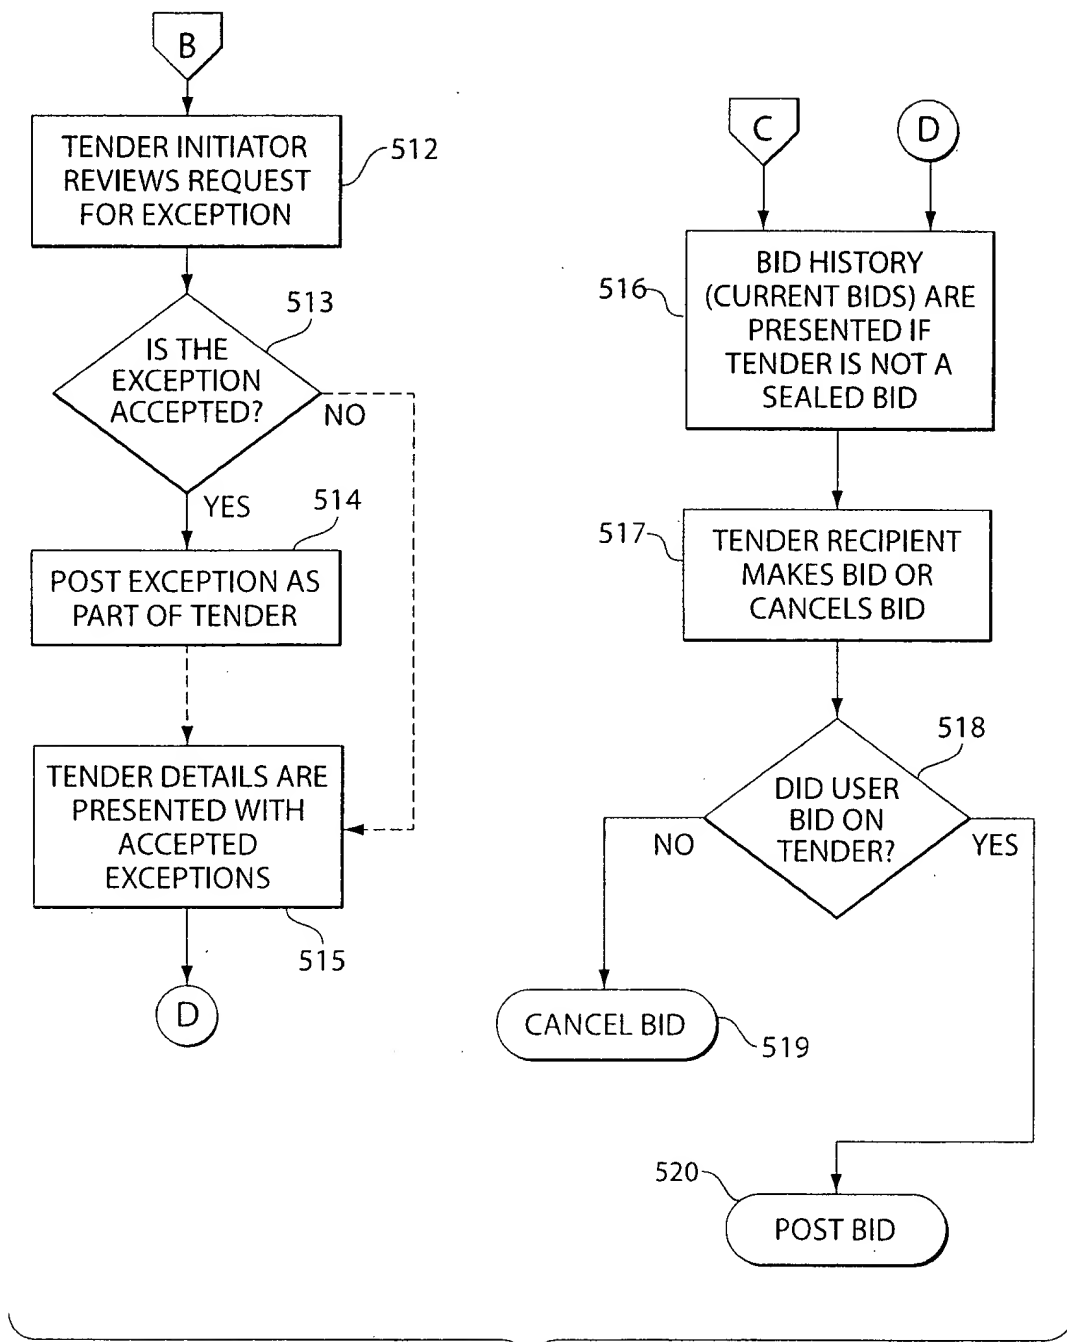 B
TENDER INITIATOR
REVIEWS REQUEST
FOR EXCEPTION
512
513
IS THE
EXCEPTION
ACCEPTED?
NO
YES
514
POST EXCEPTION AS
PART OF TENDER
TENDER DETAILS ARE
PRESENTED WITH
ACCEPTED
EXCEPTIONS
515
D
C
D
516
BID HISTORY
(CURRENT BIDS) ARE
PRESENTED IF
TENDER IS NOT A
SEALED BID
517
TENDER RECIPIENT
MAKES BID OR
CANCELS BID
518
DID USER
BID ON
TENDER?
NO
YES
CANCEL BID
519
520
POST BID